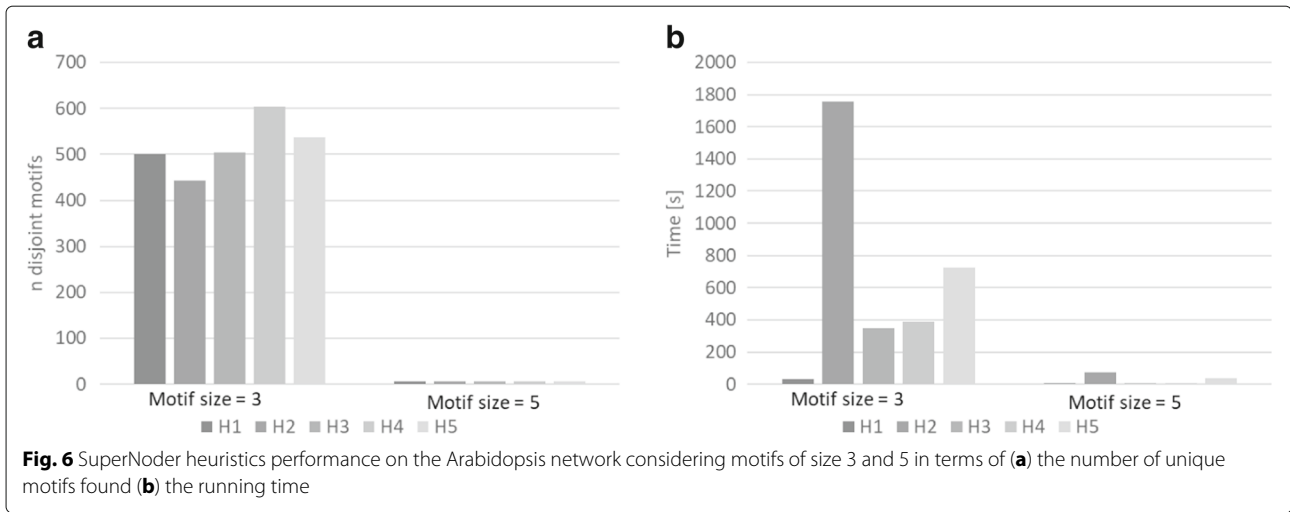 a
700
600
500
400
300
200
100
0
n disjoint motifs
Motif size = 3
Motif size = 5
H1 H2 H3 H4 H5
b
2000
1800
1600
1400
1200
1000
800
600
400
200
0
Time [s]
Motif size = 3
Motif size = 5
H1 H2 H3 H4 H5
Fig. 6 SuperNoder heuristics performance on the Arabidopsis network considering motifs of size 3 and 5 in terms of (a) the number of unique
motifs found (b) the running time